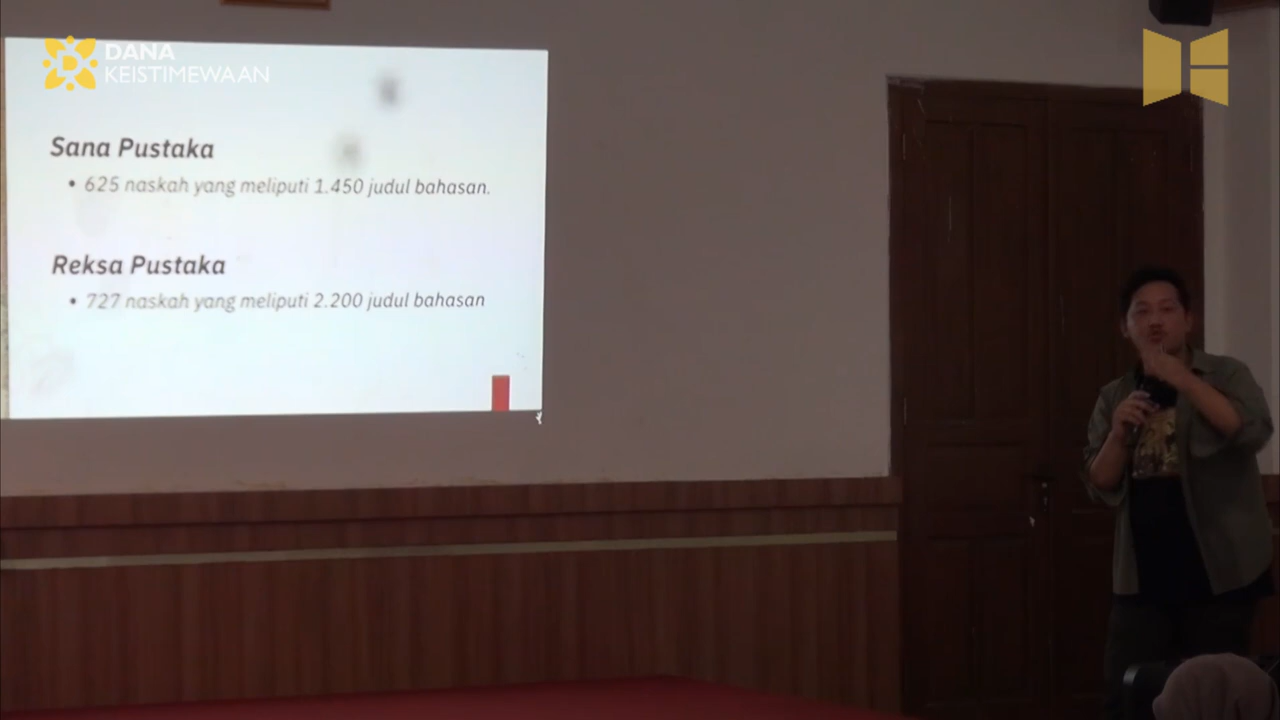 DANA
KEISTIMEWAAN
Sana Pustaka
• 625 naskah yang meliputi 1.450 judul bahasan.
Reksa Pustaka
• 727 naskah yang meliputi 2.200 judul bahasan